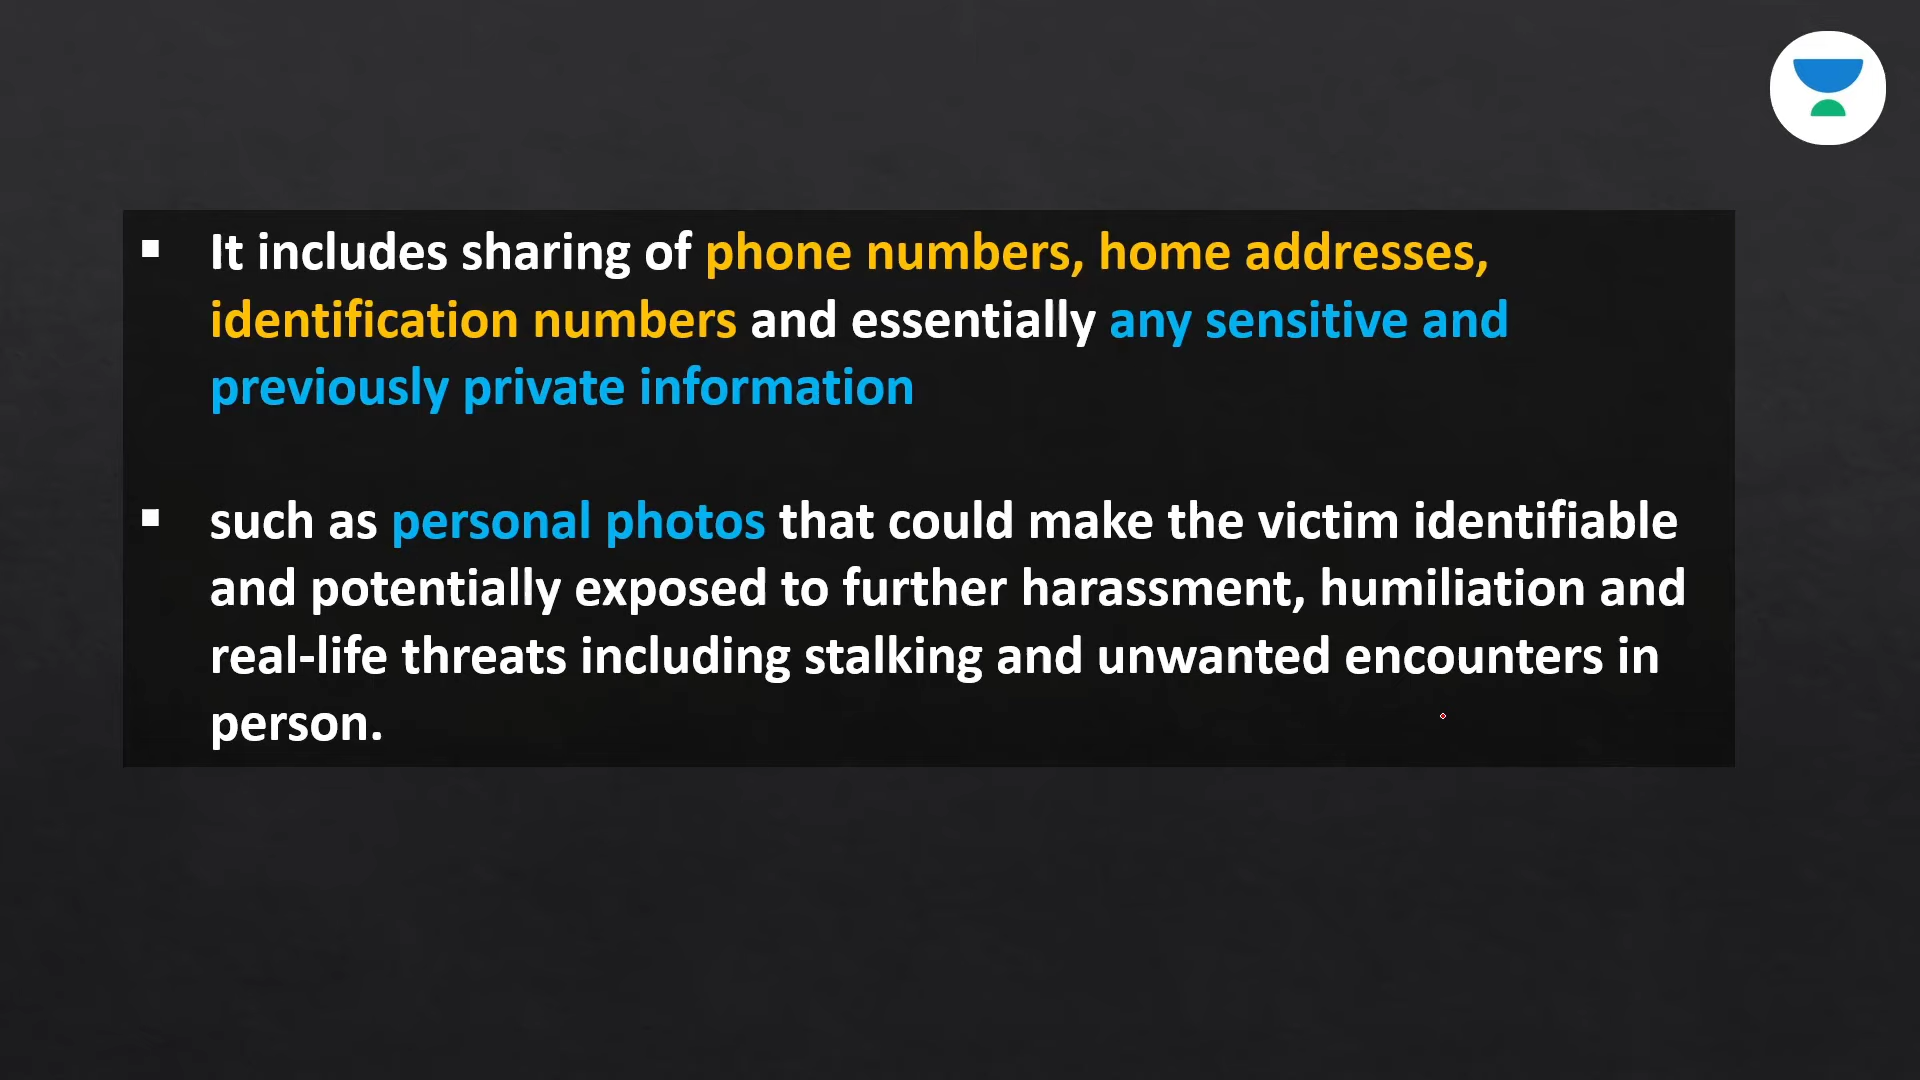 ▪ It includes sharing of phone numbers, home addresses,
identification numbers and essentially any sensitive and
previously private information
▪ such as personal photos that could make the victim identifiable
and potentially exposed to further harassment, humiliation and
real-life threats including stalking and unwanted encounters in
person.